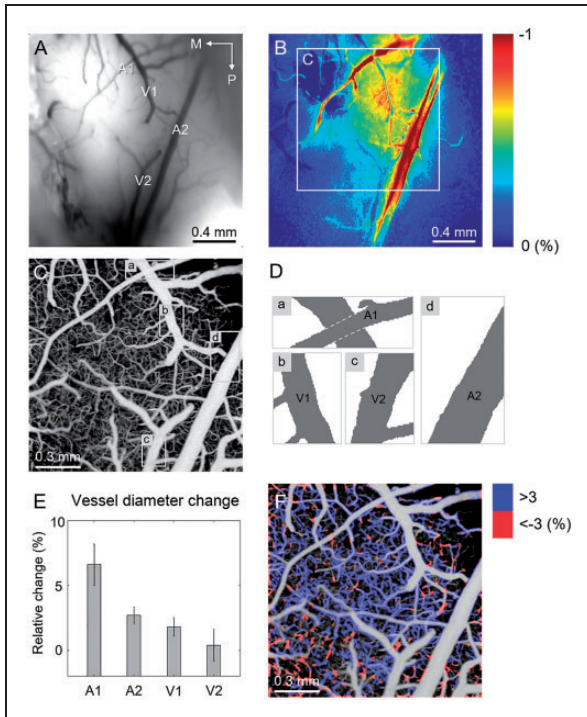 A
M
P
A1
V1
A2
V2
0.4 mm
B
C
0.4 mm
-1
0 (%)
C
a
b
d
c
0.3 mm
D
a
A1
d
b
V1
c
V2
A2
E
Vessel diameter change
Relative change (%)
10
5
0
A1 A2 V1 V2
F
0.3 mm
>3
<-3 (%)